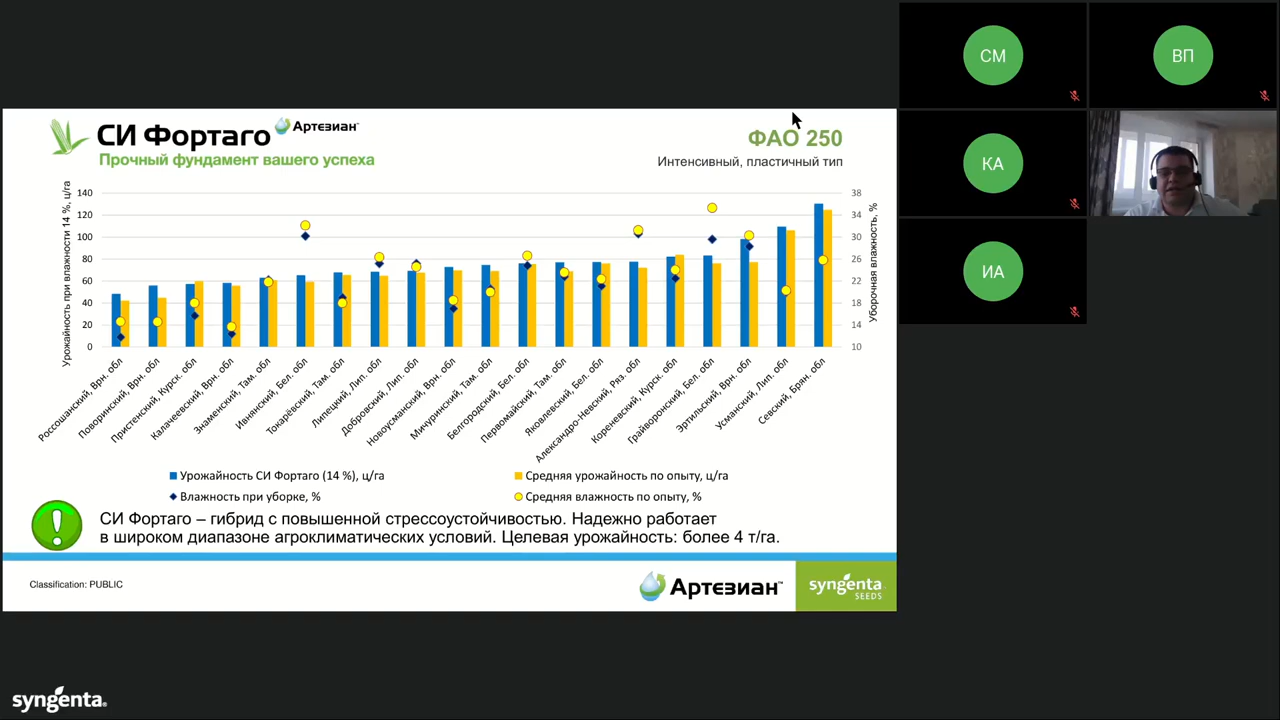 СИ Фортаго Артезиан™
Прочный фундамент вашего успеха
ФАО 250
Интенсивный, пластичный тип
Урожайность при влажности 14 %, ц/га
140
120
100
80
60
40
20
0
38
34
30
26
22
18
14
10
Уборочная влажность, %
Россошанский, Врн. обл
Поворинский, Врн. обл
Пристенский, Курск. обл
Калачеевский, Врн. обл
Знаменский, Там. обл
Ивнянский, Бел. обл
Токарёвский, Там. обл
Липецкий, Лип. обл
Добровский, Лип. обл
Новоусманский, Врн. обл
Мичуринский, Там. обл
Белгородский, Бел. обл
Первомайский, Там. обл
Яковлевский, Бел. обл
Александро-Невский, Ряз. обл
Кореневский, Курск. обл
Грайворонский, Бел. обл
Эртильский, Врн. обл
Усманский, Лип. обл
Севский, Брян. обл
Урожайность СИ Фортаго (14 %), ц/га
Средняя урожайность по опыту, ц/га
Влажность при уборке, %
Средняя влажность по опыту, %
СИ Фортаго – гибрид с повышенной стрессоустойчивостью. Надежно работает
в широком диапазоне агроклиматических условий. Целевая урожайность: более 4 т/га.
Classification: PUBLIC
Артезиан™
syngenta
SEEDS
СМ
ВП
КА
ИА
syngenta.